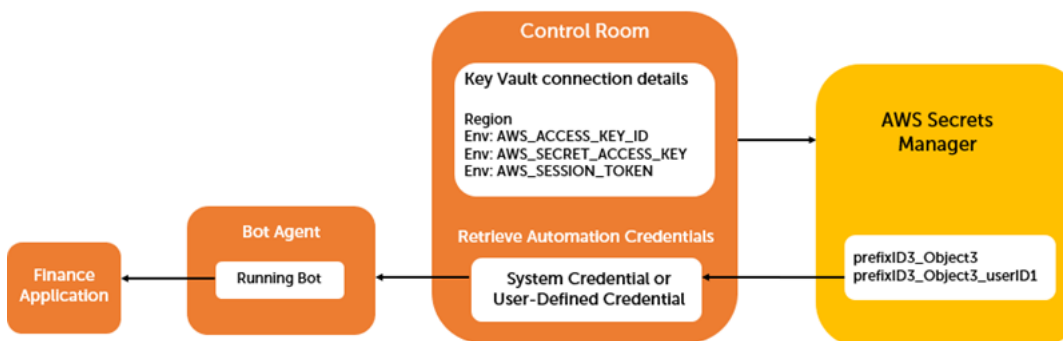 Control Room
Key Vault connection details
Region
Env: AWS_ACCESS_KEY_ID
Env: AWS_SECRET_ACCESS_KEY
Env: AWS_SESSION_TOKEN
AWS Secrets
Manager
Bot Agent
Running Bot
Retrieve Automation Credentials
System Credential or
User-Defined Credential
prefixID3_Object3
prefixID3_Object3_userID1
Finance
Application